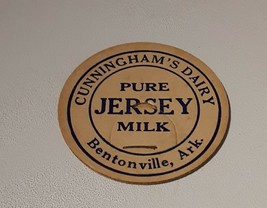 CUNNINGHAM'S DAIRY
PURE
JERSEY
MILK
Bentonville, Ark.